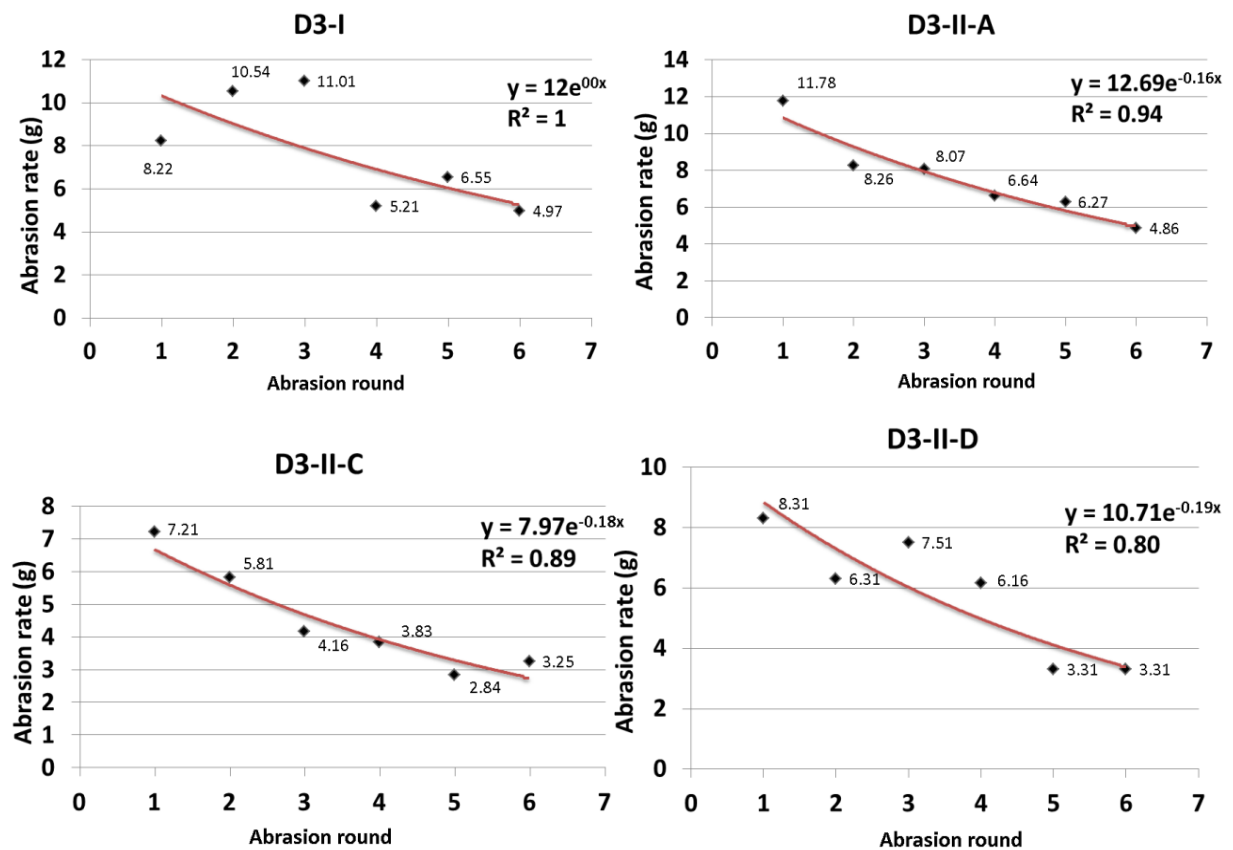 D3-I
12
10
8
6
4
2
0
Abrasion rate (g)
8.22
10.54
11.01
5.21
6.55
4.97
y = 12e^00x
R² = 1
0 1 2 3 4 5 6 7
Abrasion round
D3-II-A
14
12
10
8
6
4
2
0
Abrasion rate (g)
11.78
8.26
8.07
6.64
6.27
4.86
y = 12.69e^-0.16x
R² = 0.94
0 1 2 3 4 5 6 7
Abrasion round
D3-II-C
8
7
6
5
4
3
2
1
0
Abrasion rate (g)
7.21
5.81
4.16
3.83
2.84
3.25
y = 7.97e^-0.18x
R² = 0.89
0 1 2 3 4 5 6 7
Abrasion round
D3-II-D
10
8
6
4
2
0
Abrasion rate (g)
8.31
6.31
7.51
6.16
3.31
3.31
y = 10.71e^-0.19x
R² = 0.80
0 1 2 3 4 5 6 7
Abrasion round